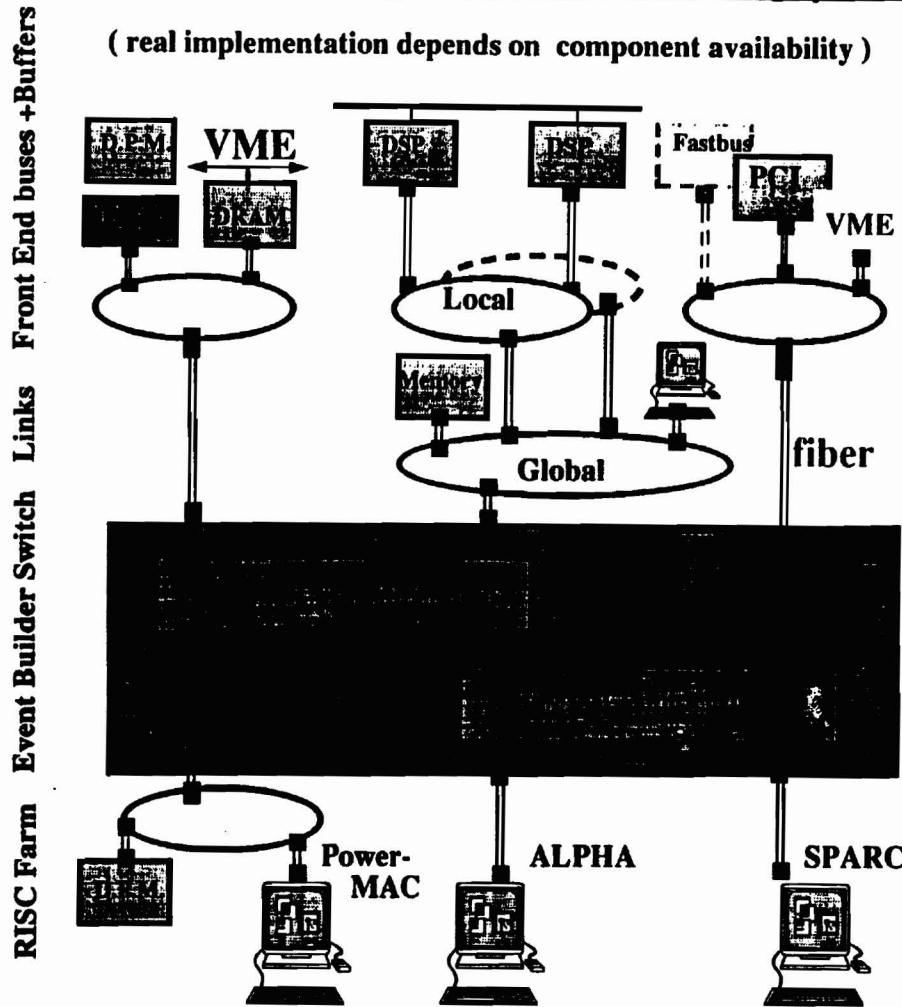 ( real implementation depends on component availability )
Front End buses +Buffers
Links
Event Builder Switch
RISC Farm
D.P.M
VME
DRAM
DSP
DSP
Fastbus
PCI
VME
Local
Memory
Global
fiber
Power-
MAC
ALPHA
SPARC